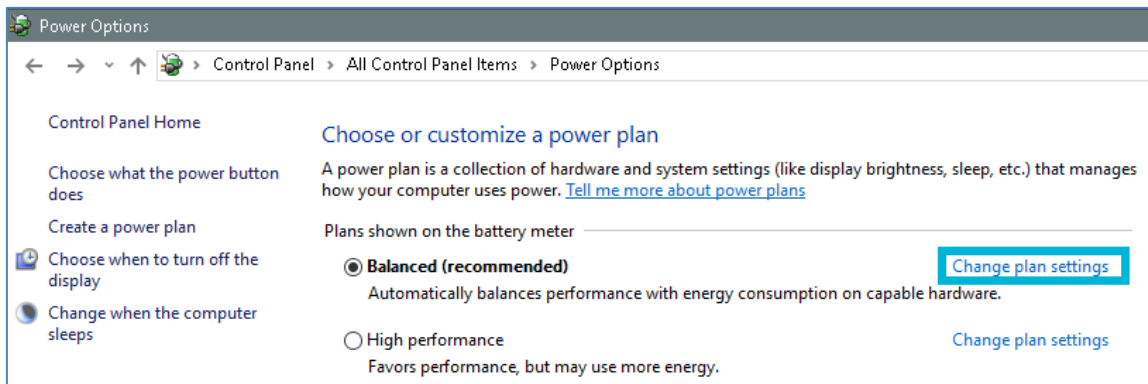 Power Options
Control Panel > All Control Panel Items > Power Options
Control Panel Home
Choose what the power button
does
Create a power plan
Choose when to turn off the
display
Change when the computer
sleeps
Choose or customize a power plan
A power plan is a collection of hardware and system settings (like display brightness, sleep, etc.) that manages
how your computer uses power. Tell me more about power plans
Plans shown on the battery meter
Balanced (recommended) Change plan settings
Automatically balances performance with energy consumption on capable hardware.
High performance Change plan settings
Favors performance, but may use more energy.